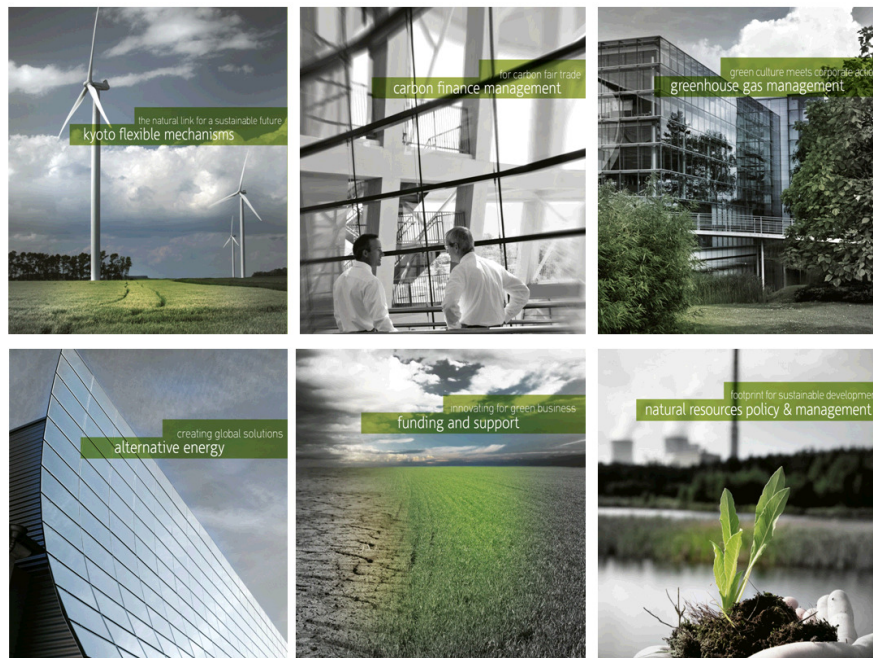 the natural link for a sustainable future
kyoto flexible mechanisms
for carbon fair trade
carbon finance management
green culture meets corporate
greenhouse gas management
creating global solutions
alternative energy
innovating for green business
funding and support
footprint for sustainable
natural resources policy & management